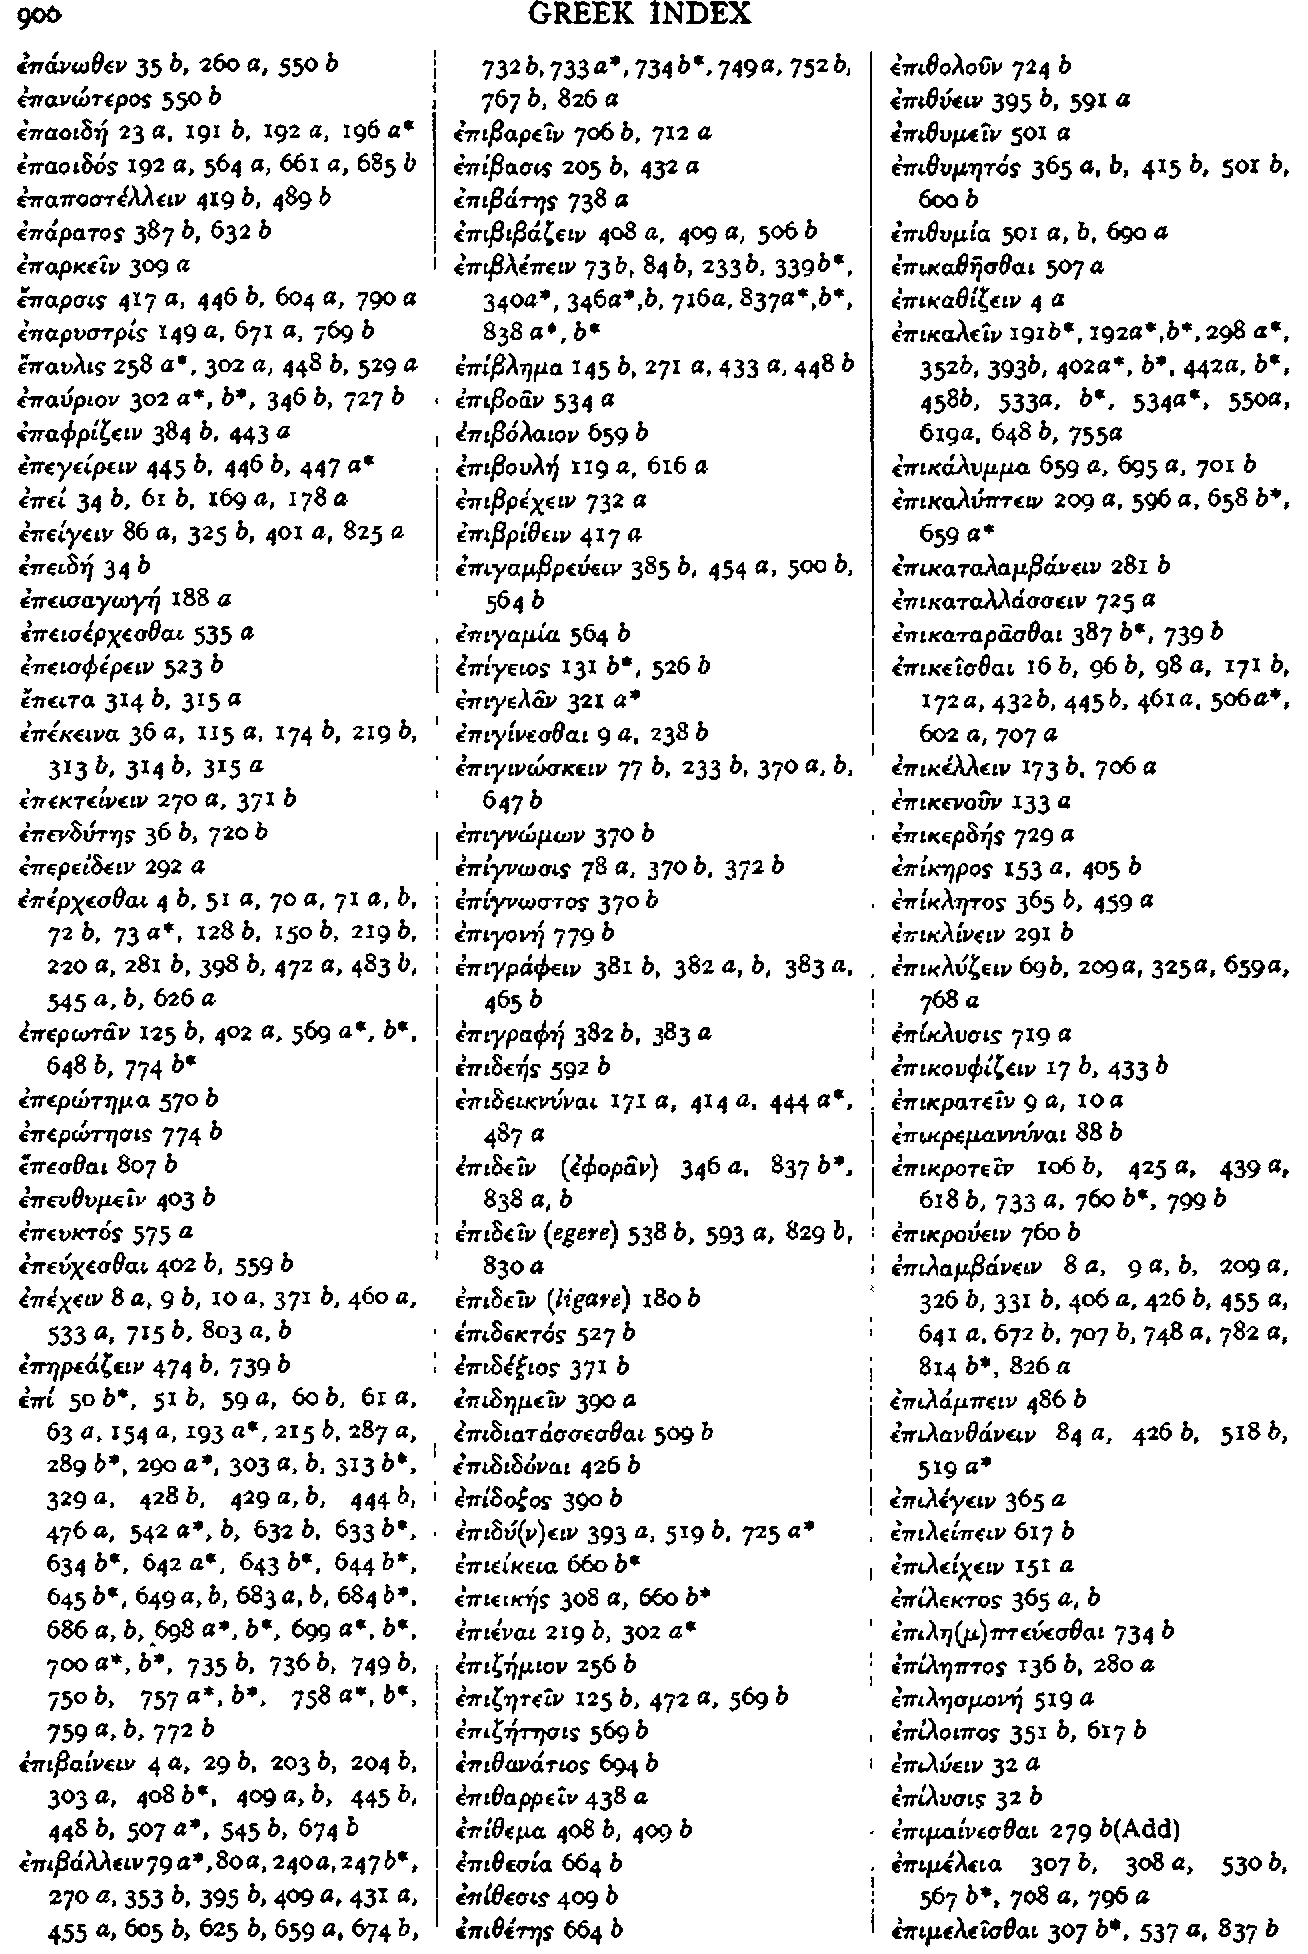 900
GREEK INDEX
ἐπάνωθεν 35 b, 260 a, 550 b
ἐπανώτερος 550 b
ἐπαοιδή 23 a, 191 b, 192 a, 196 a*
ἐπαοιδός 192 a, 564 a, 661 a, 685 b
ἐπαποστέλλειν 419 b, 489 b
ἐπάρατος 387 b, 632 b
ἐπαρκεῖν 309 a
ἔπαρσις 417 a, 446 b, 604 a, 790 a
ἐπαρυστρίς 149 a, 671 a, 769 b
ἔπαυλις 258 a*, 302 a, 448 b, 529 a
ἐπαύριον 302 a*, b*, 346 b, 727 b
ἐπαφρίζειν 384 b, 443 a
ἐπεγείρειν 445 b, 446 b, 447 a*
ἐπεί 34 b, 61 b, 169 a, 178 a
ἐπείγειν 86 a, 325 b, 401 a, 825 a
ἐπειδή 34 b
ἐπεισαγωγή 188 a
ἐπεισέρχεσθαι 535 a
ἐπεισφέρειν 523 b
ἔπειτα 314 b, 315 a
ἐπέκεινα 36 a, 115 a, 174 b, 219 b,
313 b, 314 b, 315 a
ἐπεκτείνειν 270 a, 371 b
ἐπενδύτης 36 b, 720 b
ἐπερείδειν 292 a
ἐπέρχεσθαι 4 b, 51 a, 70 a, 71 a, b,
72 b, 73 a*, 128 b, 150 b, 219 b,
220 a, 281 b, 398 b, 472 a, 483 b,
545 a, b, 626 a
ἐπερωτᾶν 125 b, 402 a, 569 a*, b*,
648 b, 774 b*
ἐπερώτημα 570 b
ἐπερώτησις 774 b
ἕπεσθαι 807 b
ἐπευθυμεῖν 403 b
ἐπευκτός 575 a
ἐπεύχεσθαι 402 b, 559 b
ἐπέχειν 8 a, 9 b, 10 a, 371 b, 460 a,
533 a, 715 b, 803 a, b
ἐπηρεάζειν 474 b, 739 b
ἐπί 50 b*, 51 b, 59 a, 60 b, 61 a,
63 a, 154 a, 193 a*, 215 b, 287 a,
289 b*, 290 a*, 303 a, b, 313 b*,
329 a, 428 b, 429 a, b, 444 b,
476 a, 542 a*, b, 632 b, 633 b*,
634 b*, 642 a*, 643 b*, 644 b*,
645 b*, 649 a, b, 683 a, b, 684 b*,
686 a, b, 698 a*, b*, 699 a*, b*,
700 a*, b*, 735 b, 736 b, 749 b,
750 b, 757 a*, b*, 758 a*, b*,
759 a, b, 772 b
ἐπιβαίνειν 4 a, 29 b, 203 b, 204 b,
303 a, 408 b*, 409 a, b, 445 b,
448 b, 507 a*, 545 b, 674 b
ἐπιβάλλειν 79 a*, 80a, 240a, 247b*,
270 a, 353 b, 395 b, 409 a, 431 a,
455 a, 605 b, 625 b, 659 a, 674 b,
732 b, 733 a*, 734 b*, 749 a, 752 b,
767 b, 826 a
ἐπιβαρεῖν 706 b, 712 a
ἐπίβασις 205 b, 432 a
ἐπιβάτης 738 a
ἐπιβιβάζειν 408 a, 409 a, 506 b
ἐπιβλέπειν 73 b, 84 b, 233 b, 339 b*,
340a*, 346a*,b, 716a, 837a*,b*,
838 a*, b*
ἐπίβλημα 145 b, 271 a, 433 a, 448 b
ἐπιβοᾶν 534 a
ἐπιβόλαιον 659 b
ἐπιβουλή 119 a, 616 a
ἐπιβρέχειν 732 a
ἐπιβρίθειν 417 a
ἐπιγαμβρεύειν 385 b, 454 a, 500 b,
564 b
ἐπιγαμία 564 b
ἐπίγειος 131 b*, 526 b
ἐπιγελᾶν 321 a*
ἐπιγίνεσθαι 9 a, 238 b
ἐπιγινώσκειν 77 b, 233 b, 370 a, b,
647 b
ἐπιγνώμων 370 b
ἐπίγνωσις 78 a, 370 b, 372 b
ἐπίγνωστος 370 b
ἐπιγονή 779 b
ἐπιγράφειν 381 b, 382 a, b, 383 a,
465 b
ἐπιγραφή 382 b, 383 a
ἐπιδεής 592 b
ἐπιδεικνύναι 171 a, 414 a, 444 a*,
487 a
ἐπιδεῖν (ἐφορᾶν) 346 a, 837 b*,
838 a, b
ἐπιδεῖν (egere) 538 b, 593 a, 829 b,
830 a
ἐπιδεῖν (ligare) 180 b
ἐπιδεκτός 527 b
ἐπιδέξιος 371 b
ἐπιδημεῖν 390 a
ἐπιδιατάσσεσθαι 509 b
ἐπιδιδόναι 426 b
ἐπίδοξος 390 b
ἐπιδύ(ν)ειν 393 a, 519 b, 725 a*
ἐπιείκεια 660 b*
ἐπιεικής 308 a, 660 b*
ἐπιέναι 219 b, 302 a*
ἐπιζήμιον 256 b
ἐπιζητεῖν 125 b, 472 a, 569 b
ἐπιζήτησις 569 b
ἐπιθανάτιος 694 b
ἐπιθαρρεῖν 438 a
ἐπίθεμα 408 b, 409 b
ἐπιθεσία 664 b
ἐπίθεσις 409 b
ἐπιθέτης 664 b
ἐπιθολοῦν 724 b
ἐπιθύειν 395 b, 591 a
ἐπιθυμεῖν 501 a
ἐπιθυμητός 365 a, b, 415 b, 501 b,
600 b
ἐπιθυμία 501 a, b, 690 a
ἐπικαθῆσθαι 507 a
ἐπικαθίζειν 4 a
ἐπικαλεῖν 191b*, 192a*,b*, 298 a*,
352b, 393b, 402a*, b*, 442a, b*,
458b, 533a, b*, 534a*, 550a,
619a, 648 b, 755a
ἐπικάλυμμα 659 a, 695 a, 701 b
ἐπικαλύπτειν 209 a, 596 a, 658 b*,
659 a*
ἐπικαταλαμβάνειν 281 b
ἐπικαταλλάσσειν 725 a
ἐπικαταρᾶσθαι 387 b*, 739 b
ἐπικεῖσθαι 16 b, 96 b, 98 a, 171 b,
172 a, 432 b, 445 b, 461 a, 506 a*,
602 a, 707 a
ἐπικέλλειν 173 b, 706 a
ἐπικενοῦν 133 a
ἐπικερδής 729 a
ἐπίκηρος 153 a, 405 b
ἐπίκλητος 365 b, 459 a
ἐπικλίνειν 291 b
ἐπικλύζειν 69 b, 209 a, 325 a, 659 a,
768 a
ἐπίκλυσις 719 a
ἐπικουφίζειν 17 b, 433 b
ἐπικρατεῖν 9 a, 10 a
ἐπικρεμαννύναι 88 b
ἐπικροτεῖν 106 b, 425 a, 439 a,
618 b, 733 a, 760 b*, 799 b
ἐπικρούειν 760 b
ἐπιλαμβάνειν 8 a, 9 a, b, 209 a,
326 b, 331 b, 406 a, 426 b, 455 a,
641 a, 672 b, 707 b, 748 a, 782 a,
814 b*, 826 a
ἐπιλάμπειν 486 b
ἐπιλανθάνειν 84 a, 426 b, 518 b,
519 a*
ἐπιλέγειν 365 a
ἐπιλείπειν 617 b
ἐπιλείχειν 151 a
ἐπίλεκτος 365 a, b
ἐπιλη(μ)πτεύεσθαι 734 b
ἐπίληπτος 136 b, 280 a
ἐπιλησμονή 519 a
ἐπίλοιπος 351 b, 617 b
ἐπιλύειν 32 a
ἐπίλυσις 32 b
ἐπιμαίνεσθαι 279 b(Add)
ἐπιμέλεια 307 b, 308 a, 530 b,
567 b*, 708 a, 796 a
ἐπιμελεῖσθαι 307 b*, 537 a, 837 b